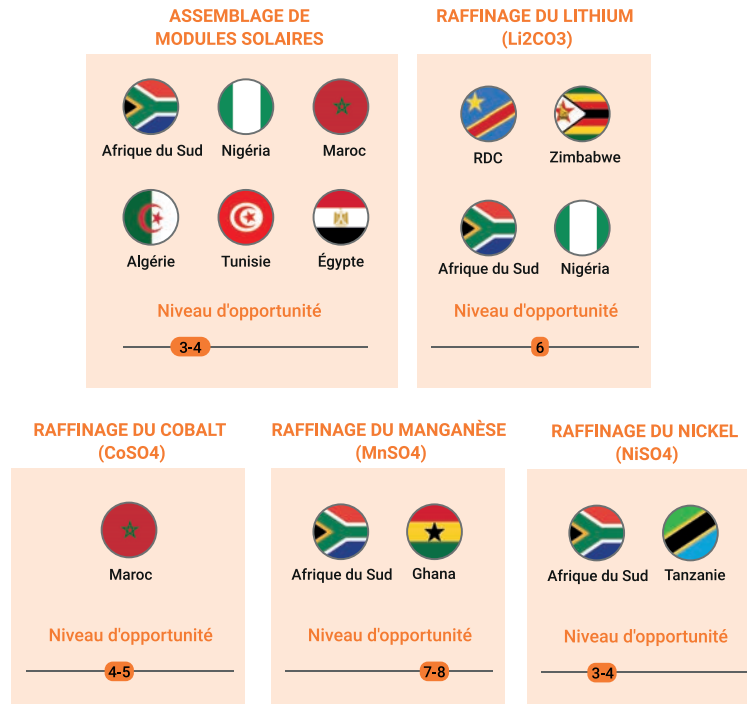 ASSEMBLAGE DE
MODULES SOLAIRES
Afrique du Sud Nigéria Maroc
Algérie Tunisie Égypte
Niveau d'opportunité
3-4
RAFFINAGE DU LITHIUM
(Li2CO3)
RDC Zimbabwe
Afrique du Sud Nigéria
Niveau d'opportunité
6
RAFFINAGE DU COBALT
(CoSO4)
Maroc
Niveau d'opportunité
4-5
RAFFINAGE DU MANGANÈSE
(MnSO4)
Afrique du Sud Ghana
Niveau d'opportunité
7-8
RAFFINAGE DU NICKEL
(NiSO4)
Afrique du Sud Tanzanie
Niveau d'opportunité
3-4